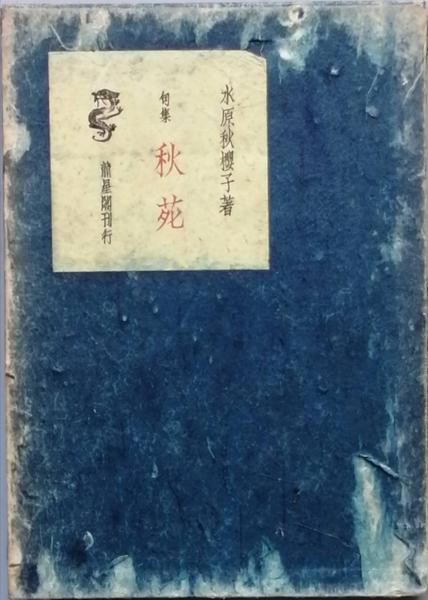 水原秋櫻子著
句集 秋苑
龍星閣刊行